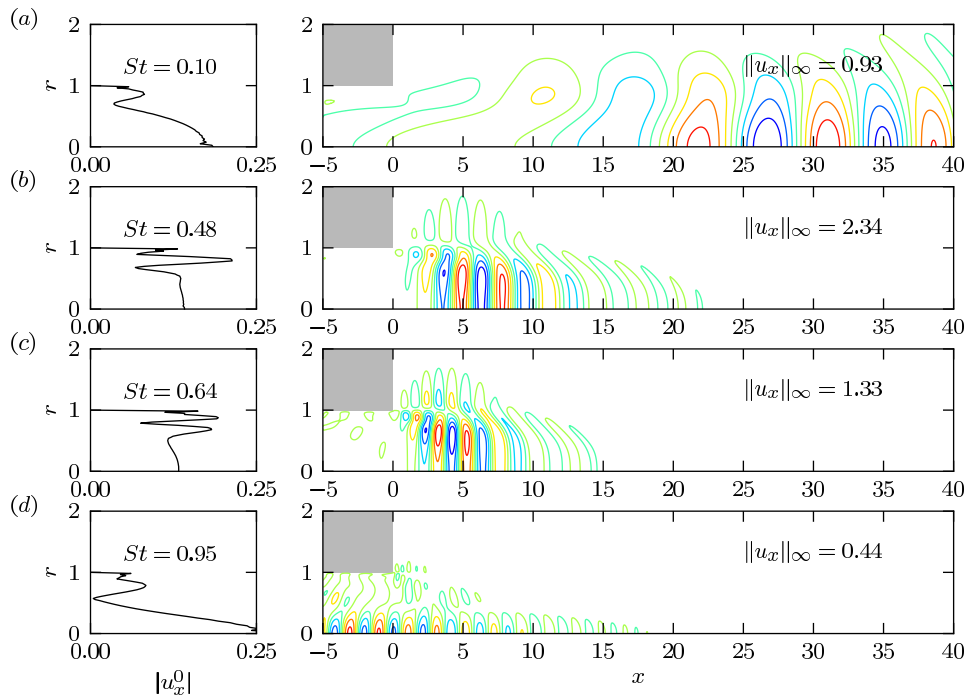 (a)
2
1
0
r
St = 0.10
0.00
0.25
2
1
0
‖u_x‖_∞ = 0.93
−5 0 5 10 15 20 25 30 35 40
(b)
2
1
0
r
St = 0.48
0.00
0.25
2
1
0
‖u_x‖_∞ = 2.34
−5 0 5 10 15 20 25 30 35 40
(c)
2
1
0
r
St = 0.64
0.00
0.25
2
1
0
‖u_x‖_∞ = 1.33
−5 0 5 10 15 20 25 30 35 40
(d)
2
1
0
r
St = 0.95
0.00
0.25
|u_x^0|
2
1
0
‖u_x‖_∞ = 0.44
−5 0 5 10 15 20 25 30 35 40
x